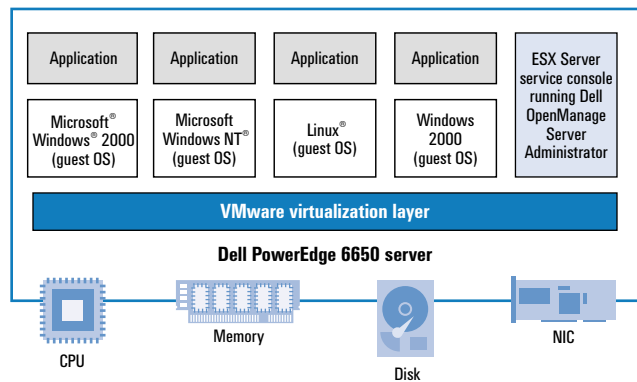 Application
Application
Application
Application
ESX Server
service console
running Dell
OpenManage
Server
Administrator
Microsoft®
Windows® 2000
(guest OS)
Microsoft
Windows NT®
(guest OS)
Linux®
(guest OS)
Windows
2000
(guest OS)
VMware virtualization layer
Dell PowerEdge 6650 server
CPU
Memory
Disk
NIC